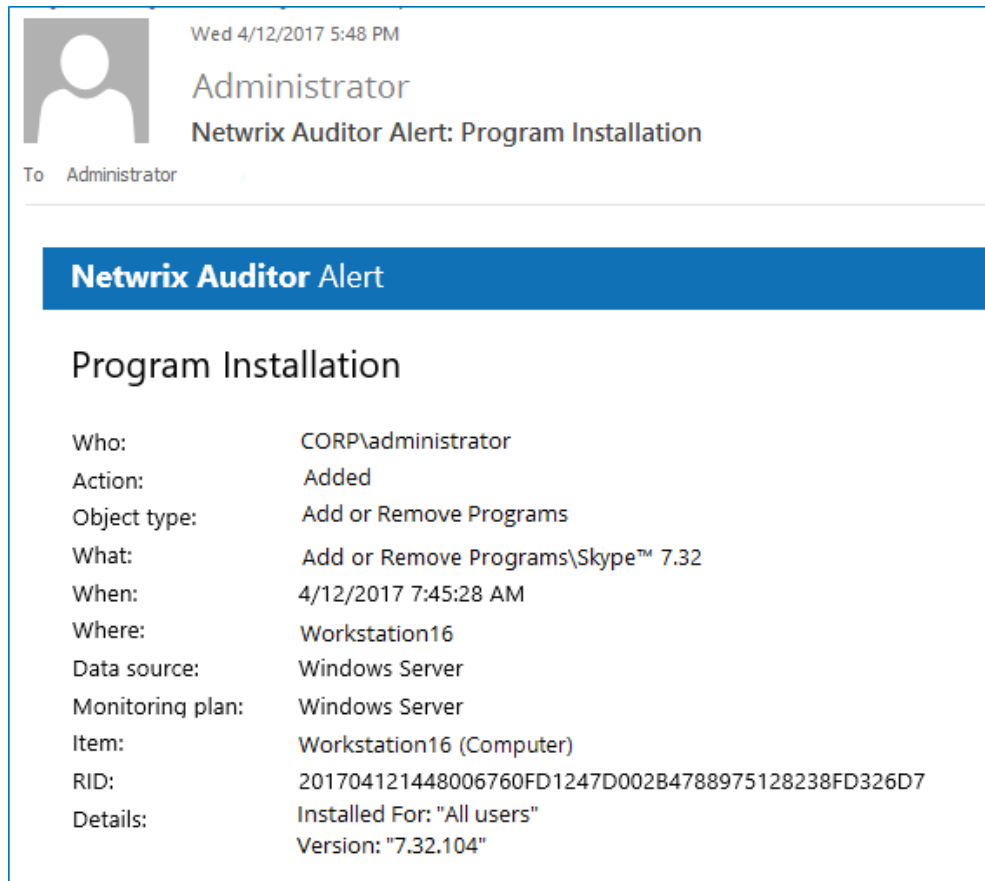 Wed 4/12/2017 5:48 PM
Administrator
Netwrix Auditor Alert: Program Installation
To Administrator
Netwrix Auditor Alert
Program Installation
Who: CORP\administrator
Action: Added
Object type: Add or Remove Programs
What: Add or Remove Programs\Skype™ 7.32
When: 4/12/2017 7:45:28 AM
Where: Workstation16
Data source: Windows Server
Monitoring plan: Windows Server
Item: Workstation16 (Computer)
RID: 201704121448006760FD1247D002B4788975128238FD326D7
Details: Installed For: "All users"
Version: "7.32.104"